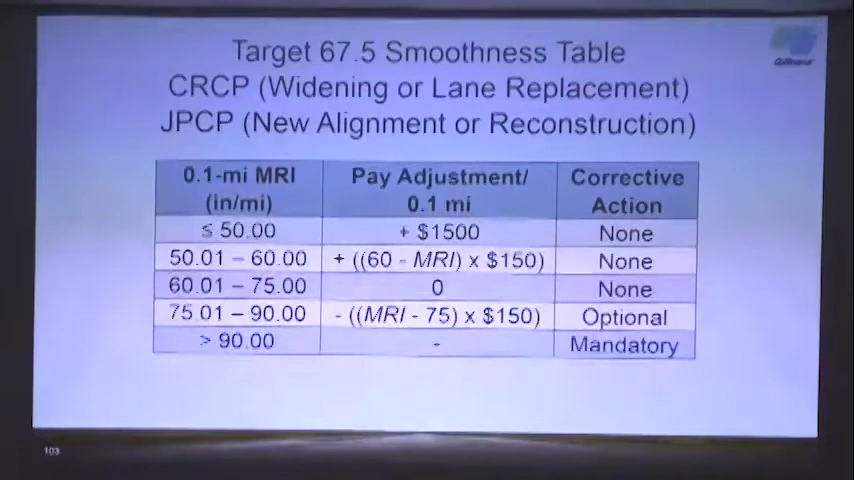 Target 67.5 Smoothness Table
CRCP (Widening or Lane Replacement)
JPCP (New Alignment or Reconstruction)
0.1-mi MRI (in/mi) Pay Adjustment/ 0.1 mi Corrective Action
≤ 50.00 + $1500 None
50.01 – 60.00 + ((60 - MRI) x $150) None
60.01 – 75.00 0 None
75.01 – 90.00 - ((MRI - 75) x $150) Optional
> 90.00 - Mandatory
103